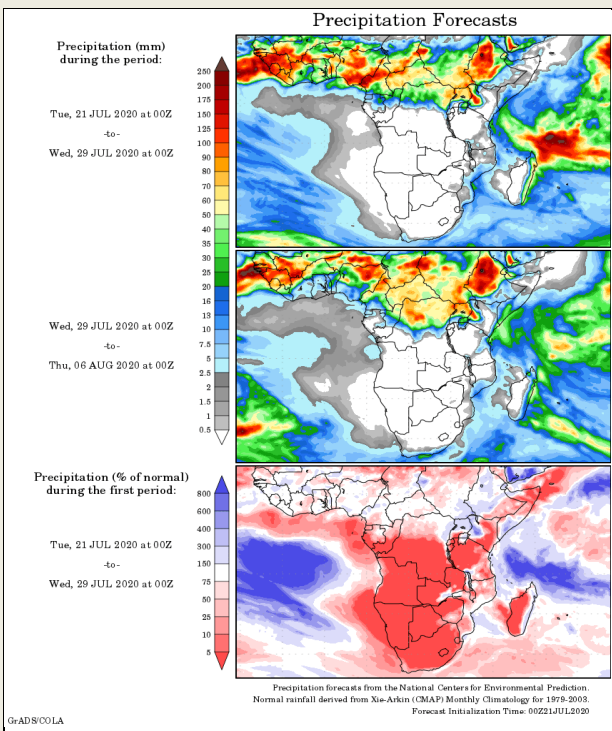 Precipitation Forecasts
Precipitation (mm)
during the period:
Tue, 21 JUL 2020 at 00Z
-to-
Wed, 29 JUL 2020 at 00Z
250
200
175
150
125
100
90
80
70
60
50
40
35
30
25
20
16
13
10
7.5
5
2.5
2
1.5
1
0.5
Wed, 29 JUL 2020 at 00Z
-to-
Thu, 06 AUG 2020 at 00Z
Precipitation (% of normal)
during the first period:
Tue, 21 JUL 2020 at 00Z
-to-
Wed, 29 JUL 2020 at 00Z
800
600
400
300
150
75
50
25
10
5
Precipitation forecasts from the National Centers for Environmental Prediction.
Normal rainfall derived from Xie-Arkin (CMAP) Monthly Climatology for 1979-2003.
Forecast Initialization Time: 00Z21JUL2020
GrADS/COLA